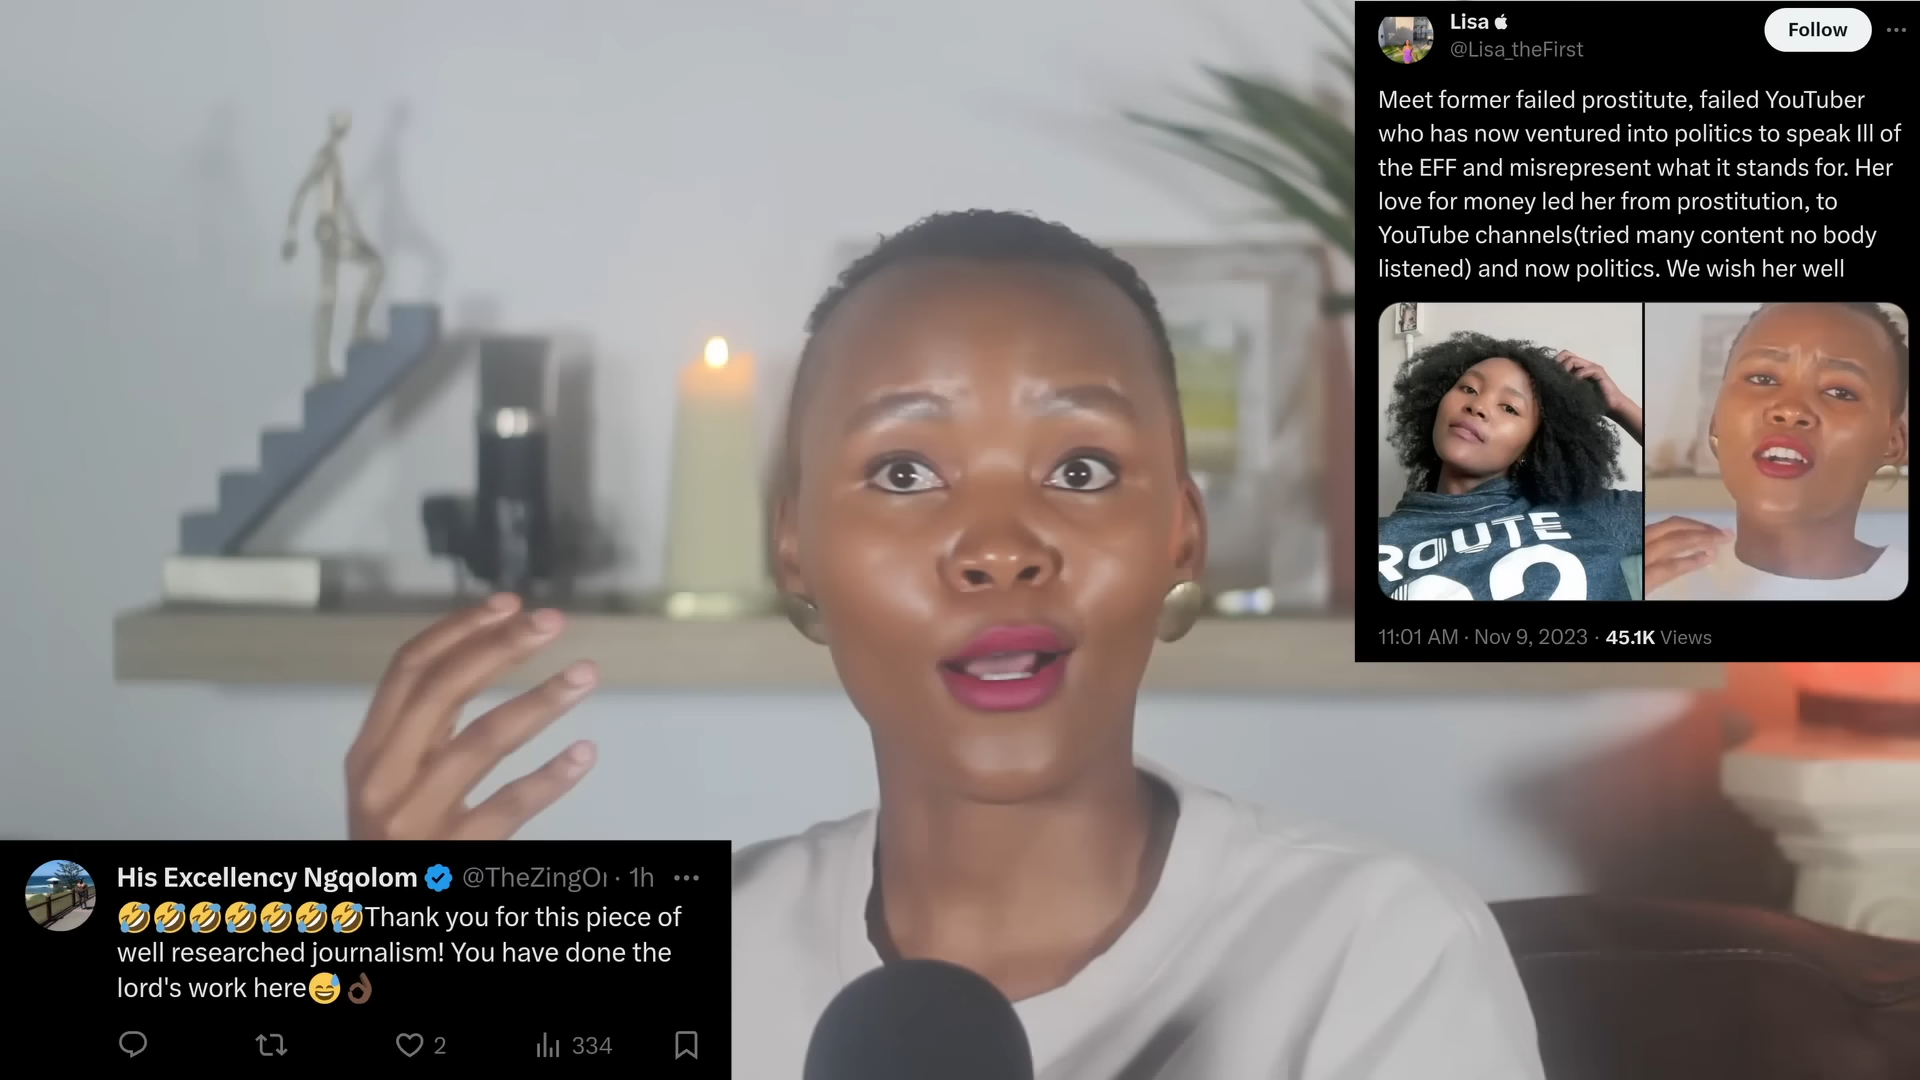 Lisa
@Lisa_theFirst
Follow
Meet former failed prostitute, failed YouTuber
who has now ventured into politics to speak Ill of
the EFF and misrepresent what it stands for. Her
love for money led her from prostitution, to
YouTube channels(tried many content no body
listened) and now politics. We wish her well
ROUTE
11:01 AM · Nov 9, 2023 · 45.1K Views
His Excellency Ngqolom @TheZingOr · 1h
🤣🤣🤣🤣🤣🤣🤣Thank you for this piece of
well researched journalism! You have done the
lord's work here😅👌🏿
2
334